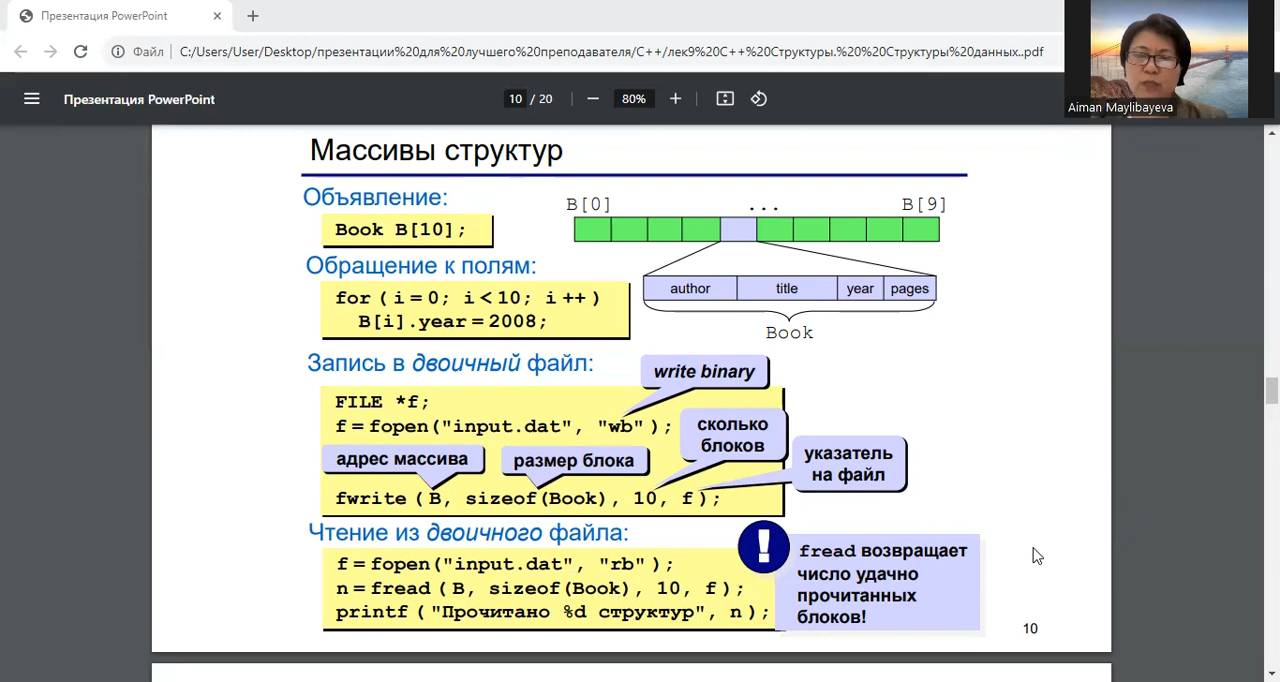 Презентация PowerPoint
Файл
C:/Users/User/Desktop/презентации%20для%20лучшего%20преподавателя/C++/лек9%20C++%20Структуры.%20%20Структуры%20данных..pdf
Aiman Maylibayeva
Презентация PowerPoint
10 / 20
80%
Массивы структур
Объявление:
Book B[10];
B[0] ... B[9]
Обращение к полям:
for ( i = 0; i < 10; i ++ )
B[i].year = 2008;
author title year pages
Book
Запись в двоичный файл:
write binary
FILE *f;
f = fopen("input.dat", "wb" );
сколько
блоков
адрес массива
размер блока
указатель
на файл
fwrite ( B, sizeof(Book), 10, f );
Чтение из двоичного файла:
f = fopen("input.dat", "rb" );
n = fread ( B, sizeof(Book), 10, f );
printf ( "Прочитано %d структур", n );
!
fread возвращает
число удачно
прочитанных
блоков!
10